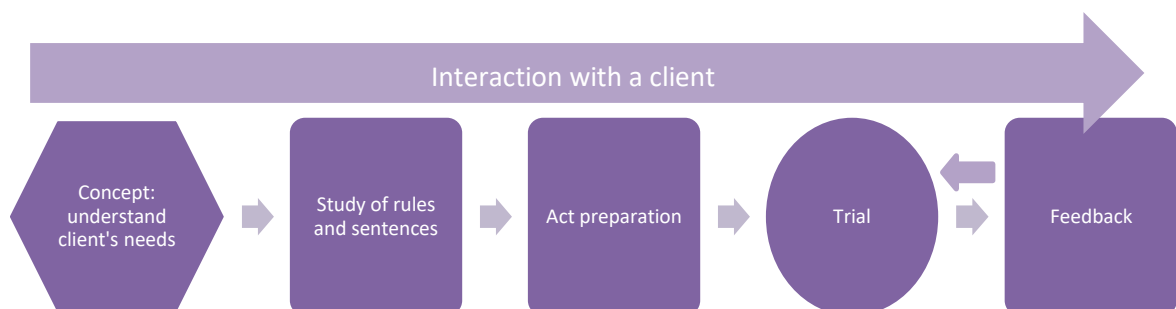 Interaction with a client
Concept:
understand
client's needs
Study of rules
and sentences
Act preparation
Trial
Feedback